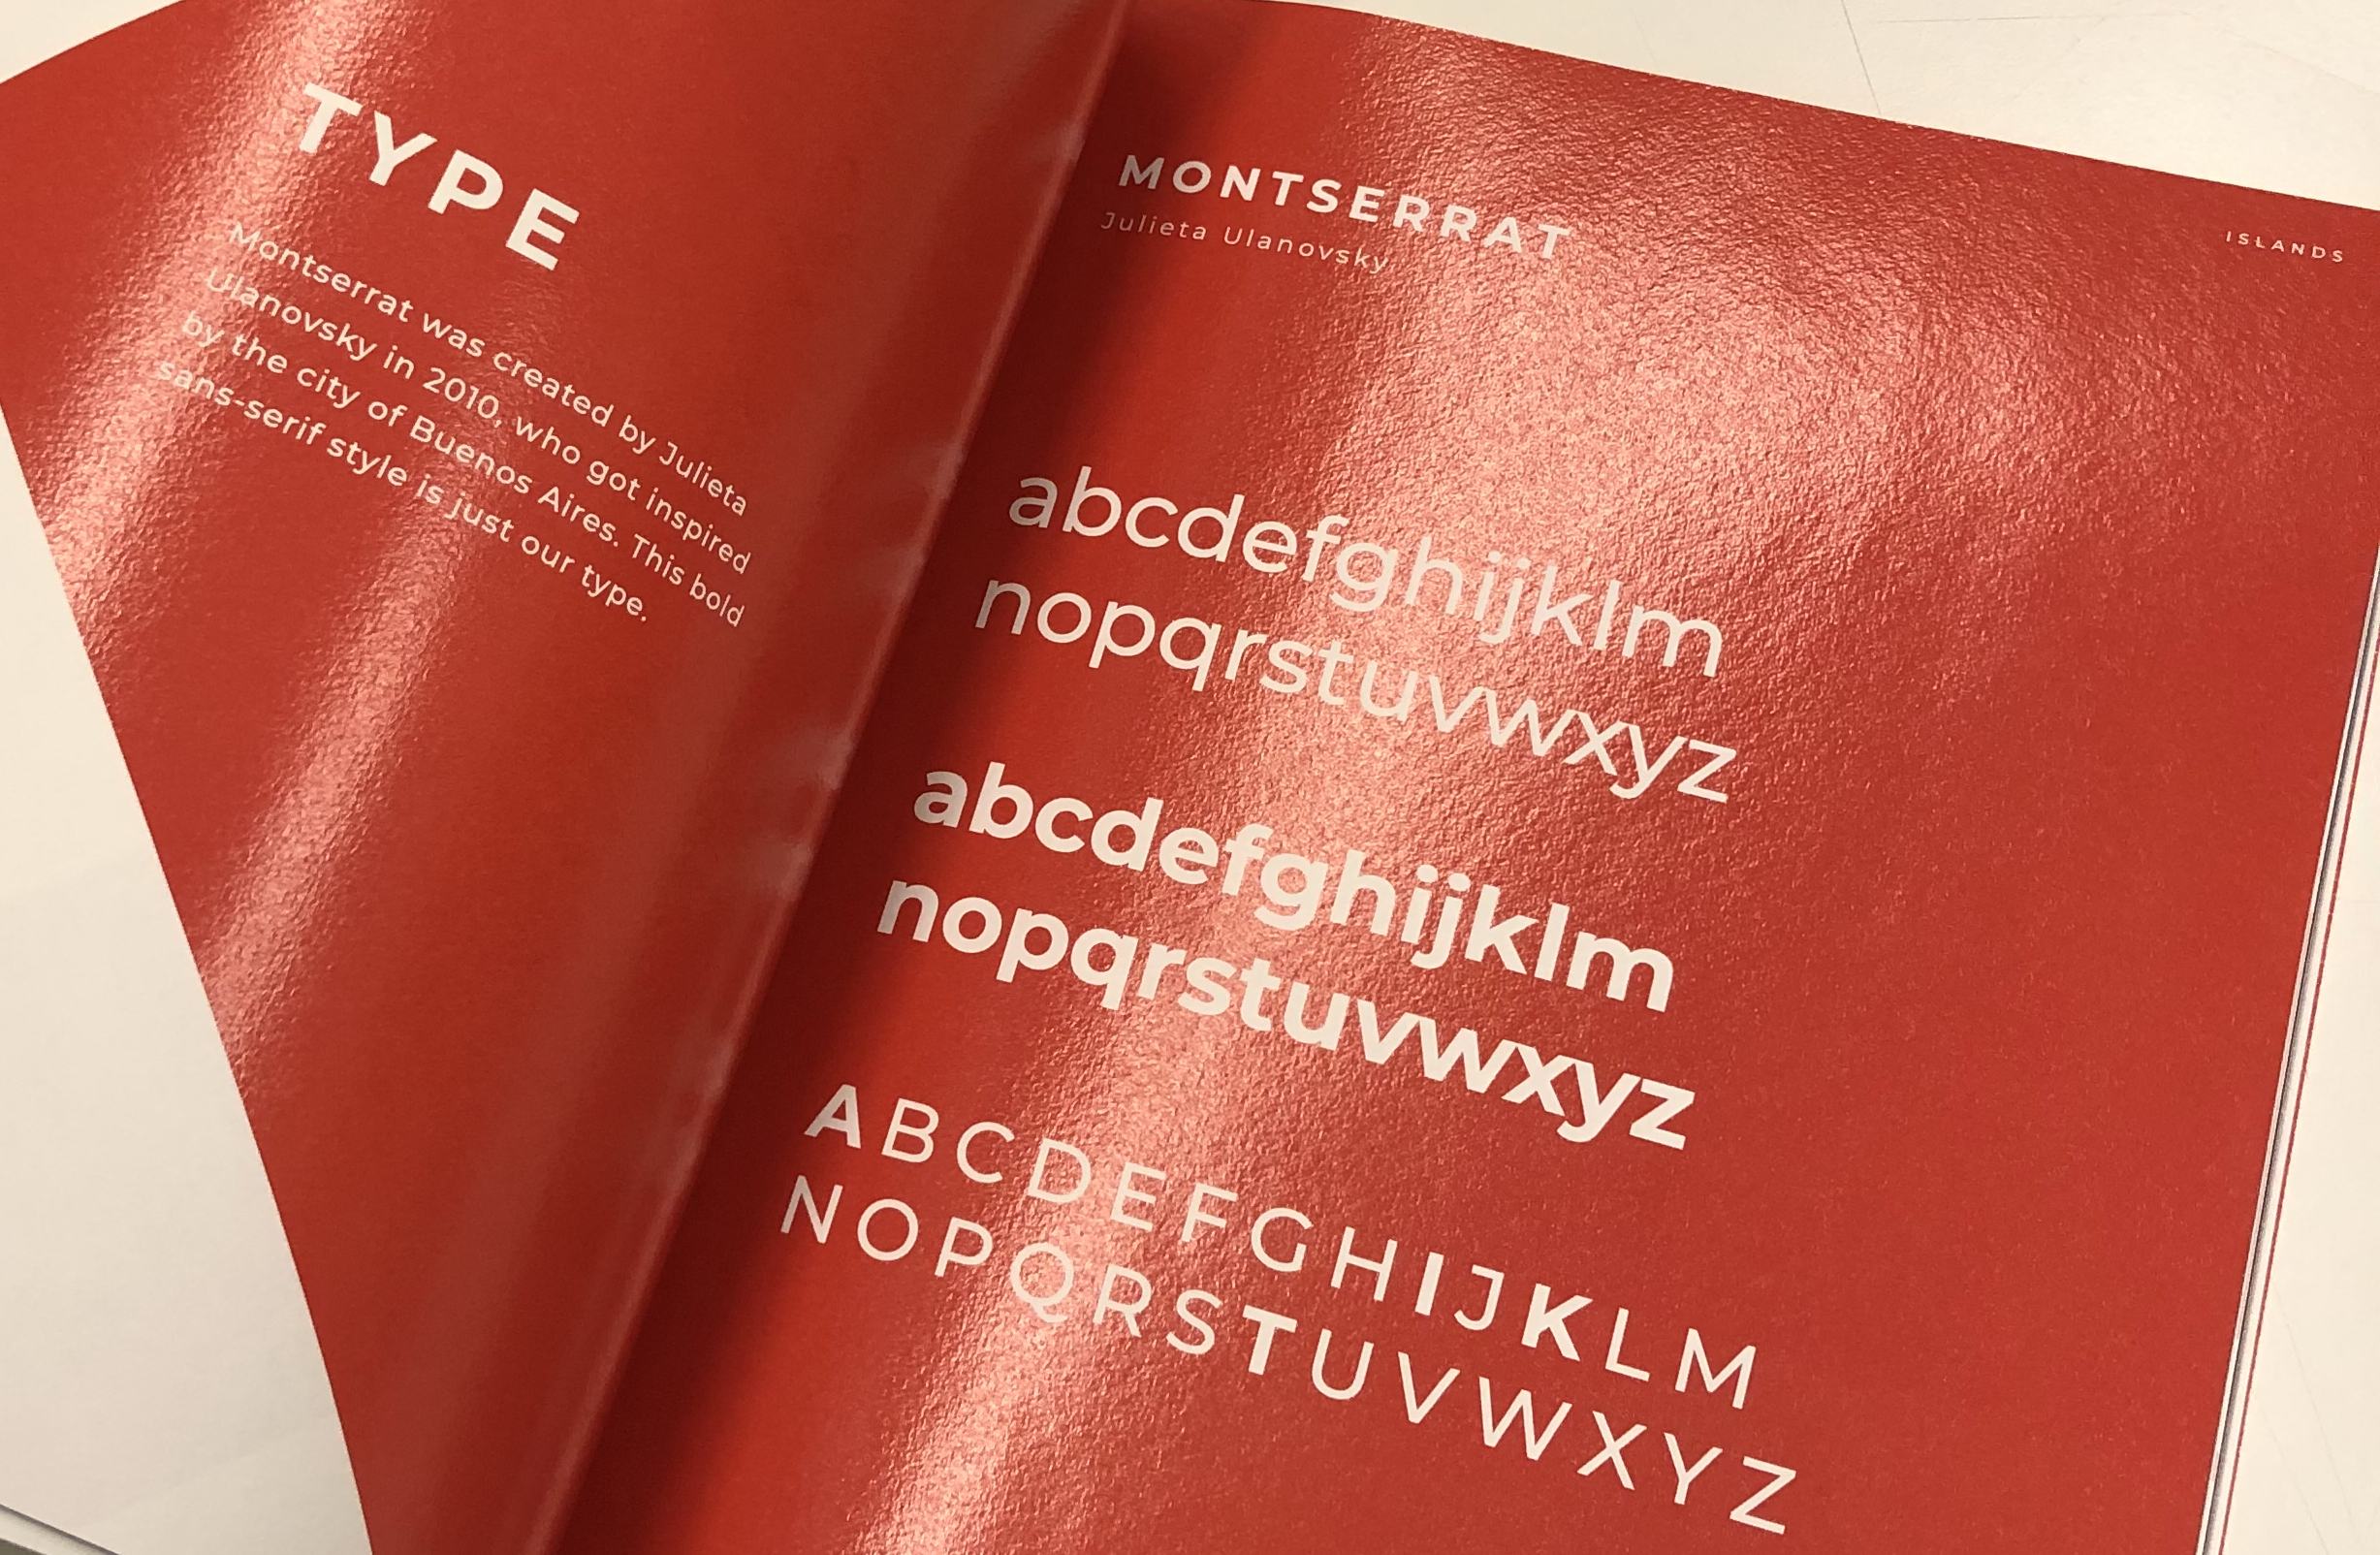 TYPE
Montserrat was created by Julieta
Ulanovsky in 2010, who got inspired
by the city of Buenos Aires. This bold
sans-serif style is just our type.
MONTSERRAT
Julieta Ulanovsky
ISLANDS
abcdefghijklm
nopqrstuvwxyz
abcdefghijklm
nopqrstuvwxyz
ABCDEFGHIJKLM
NOPQRSTUVWXYZ